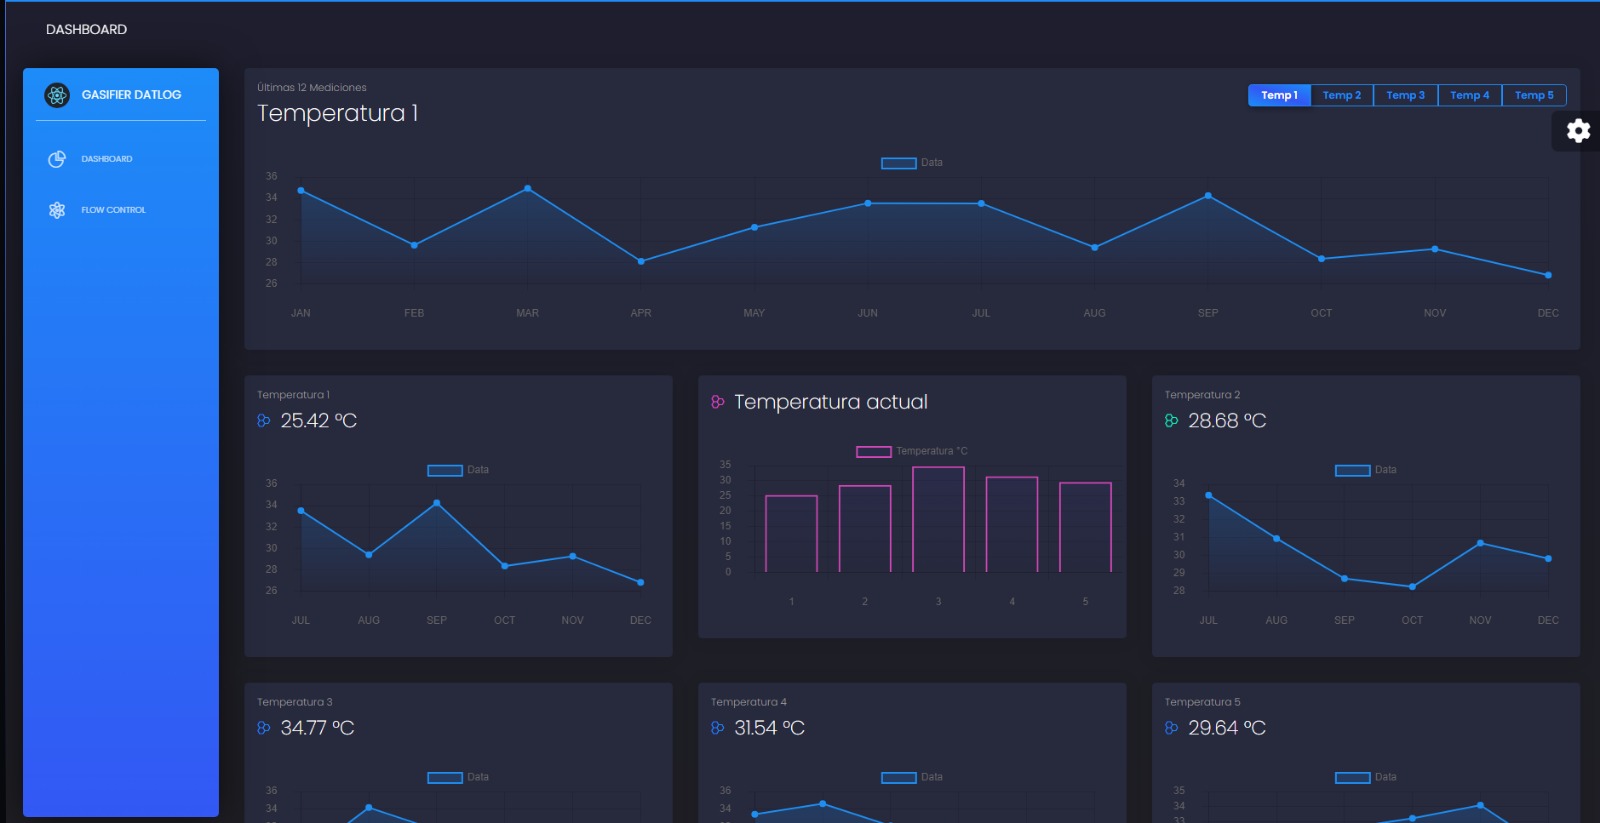 DASHBOARD
GASIFIER DATLOG
DASHBOARD
FLOW CONTROL
Últimas 12 Mediciones
Temperatura 1
Temp 1 Temp 2 Temp 3 Temp 4 Temp 5
Data
36
34
32
30
28
26
JAN FEB MAR APR MAY JUN JUL AUG SEP OCT NOV DEC
Temperatura 1
25.42 ºC
Data
36
34
32
30
28
26
JUL AUG SEP OCT NOV DEC
Temperatura actual
Temperatura °C
35
30
25
20
15
10
5
0
1 2 3 4 5
Temperatura 2
28.68 ºC
Data
34
33
32
31
30
29
28
JUL AUG SEP OCT NOV DEC
Temperatura 3
34.77 ºC
Data
36
34
Temperatura 4
31.54 ºC
Data
36
34
Temperatura 5
29.64 ºC
Data
35
34
33